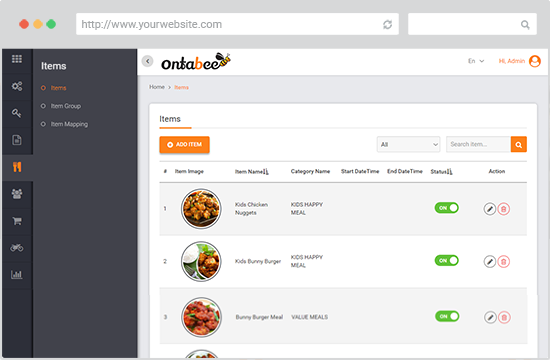 http://www.yourwebsite.com
Items
Items
Item Group
Item Mapping
ontabee
En
Hi, Admin
Home > Items
Items
ADD ITEM
All
Search item...
# Item Image Item Name Category Name Start DateTime End DateTime Status Action
1 Kids Chicken Nuggets KIDS HAPPY MEAL ON
2 Kids Bunny Burger KIDS HAPPY MEAL ON
3 Bunny Burger Meal VALUE MEALS ON